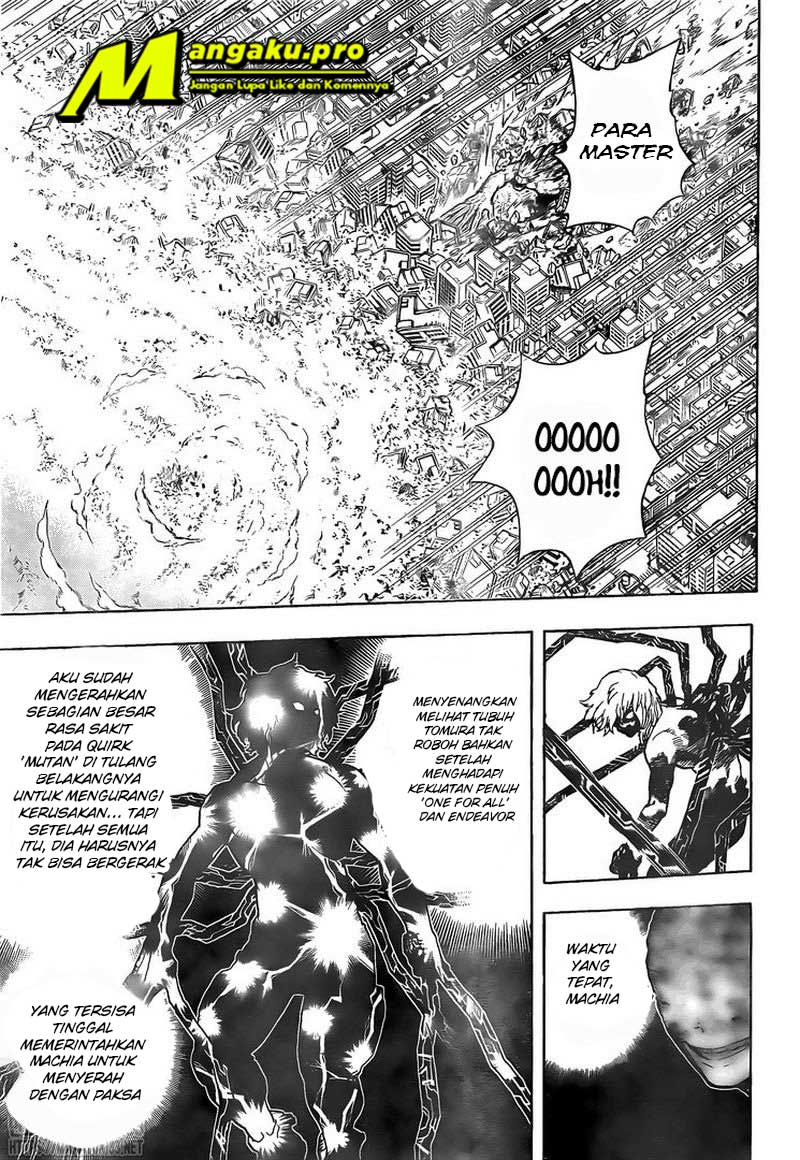 Mangaku.pro
Jangan Lupa Like dan Komennya
PARA
MASTER
OOOOO
OOOH!!
WAKTU
YANG
TEPAT,
MACHIA
MENYENANGKAN
MELIHAT TUBUH
TOMURA TAK
ROBOH BAHKAN
SETELAH
MENGHADAPI
KEKUATAN PENUH
'ONE FOR ALL'
DAN ENDEAVOR
AKU SUDAH
MENGERAHKAN
SEBAGIAN BESAR
RASA SAKIT
PADA QUIRK
'MUTAN' DI TULANG
BELAKANGNYA
UNTUK MENGURANGI
KERUSAKAN... TAPI
SETELAH SEMUA
ITU, DIA HARUSNYA
TAK BISA BERGERAK
YANG TERSISA
TINGGAL
MEMERINTAHKAN
MACHIA UNTUK
MENYERAH
DENGAN PAKSA